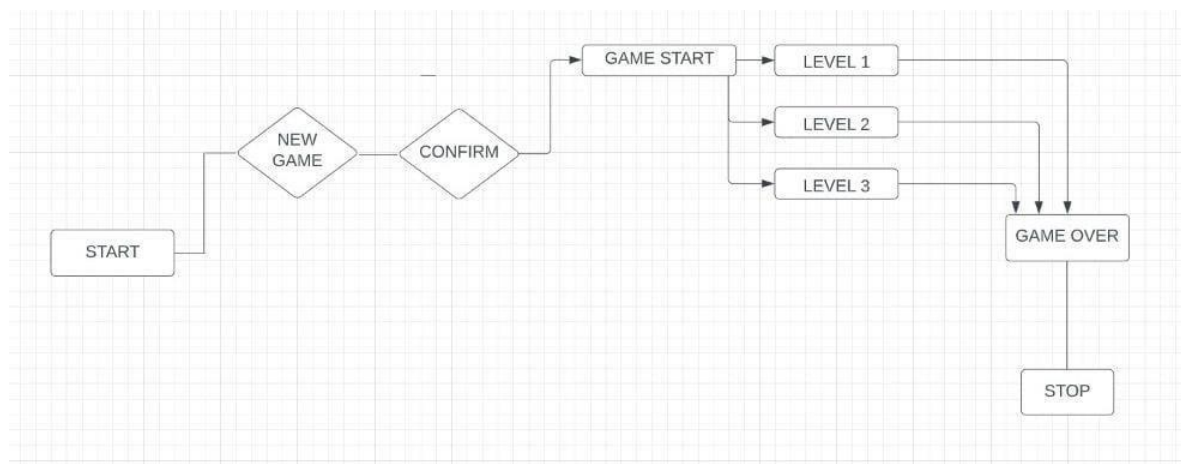 START
NEW
GAME
CONFIRM
GAME START
LEVEL 1
LEVEL 2
LEVEL 3
GAME OVER
STOP